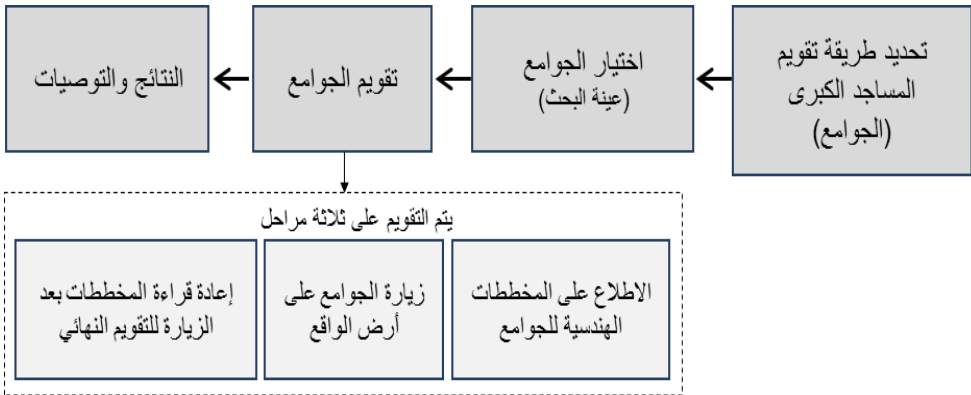 تحديد طريقة تقويم
المساجد الكبرى
(الجوامع)
اختيار الجوامع
(عينة البحث)
تقويم الجوامع
النتائج والتوصيات
يتم التقويم على ثلاثة مراحل
الاطلاع على المخططات
الهندسية للجوامع
زيارة الجوامع على
أرض الواقع
إعادة قراءة المخططات بعد
الزيارة للتقويم النهائي